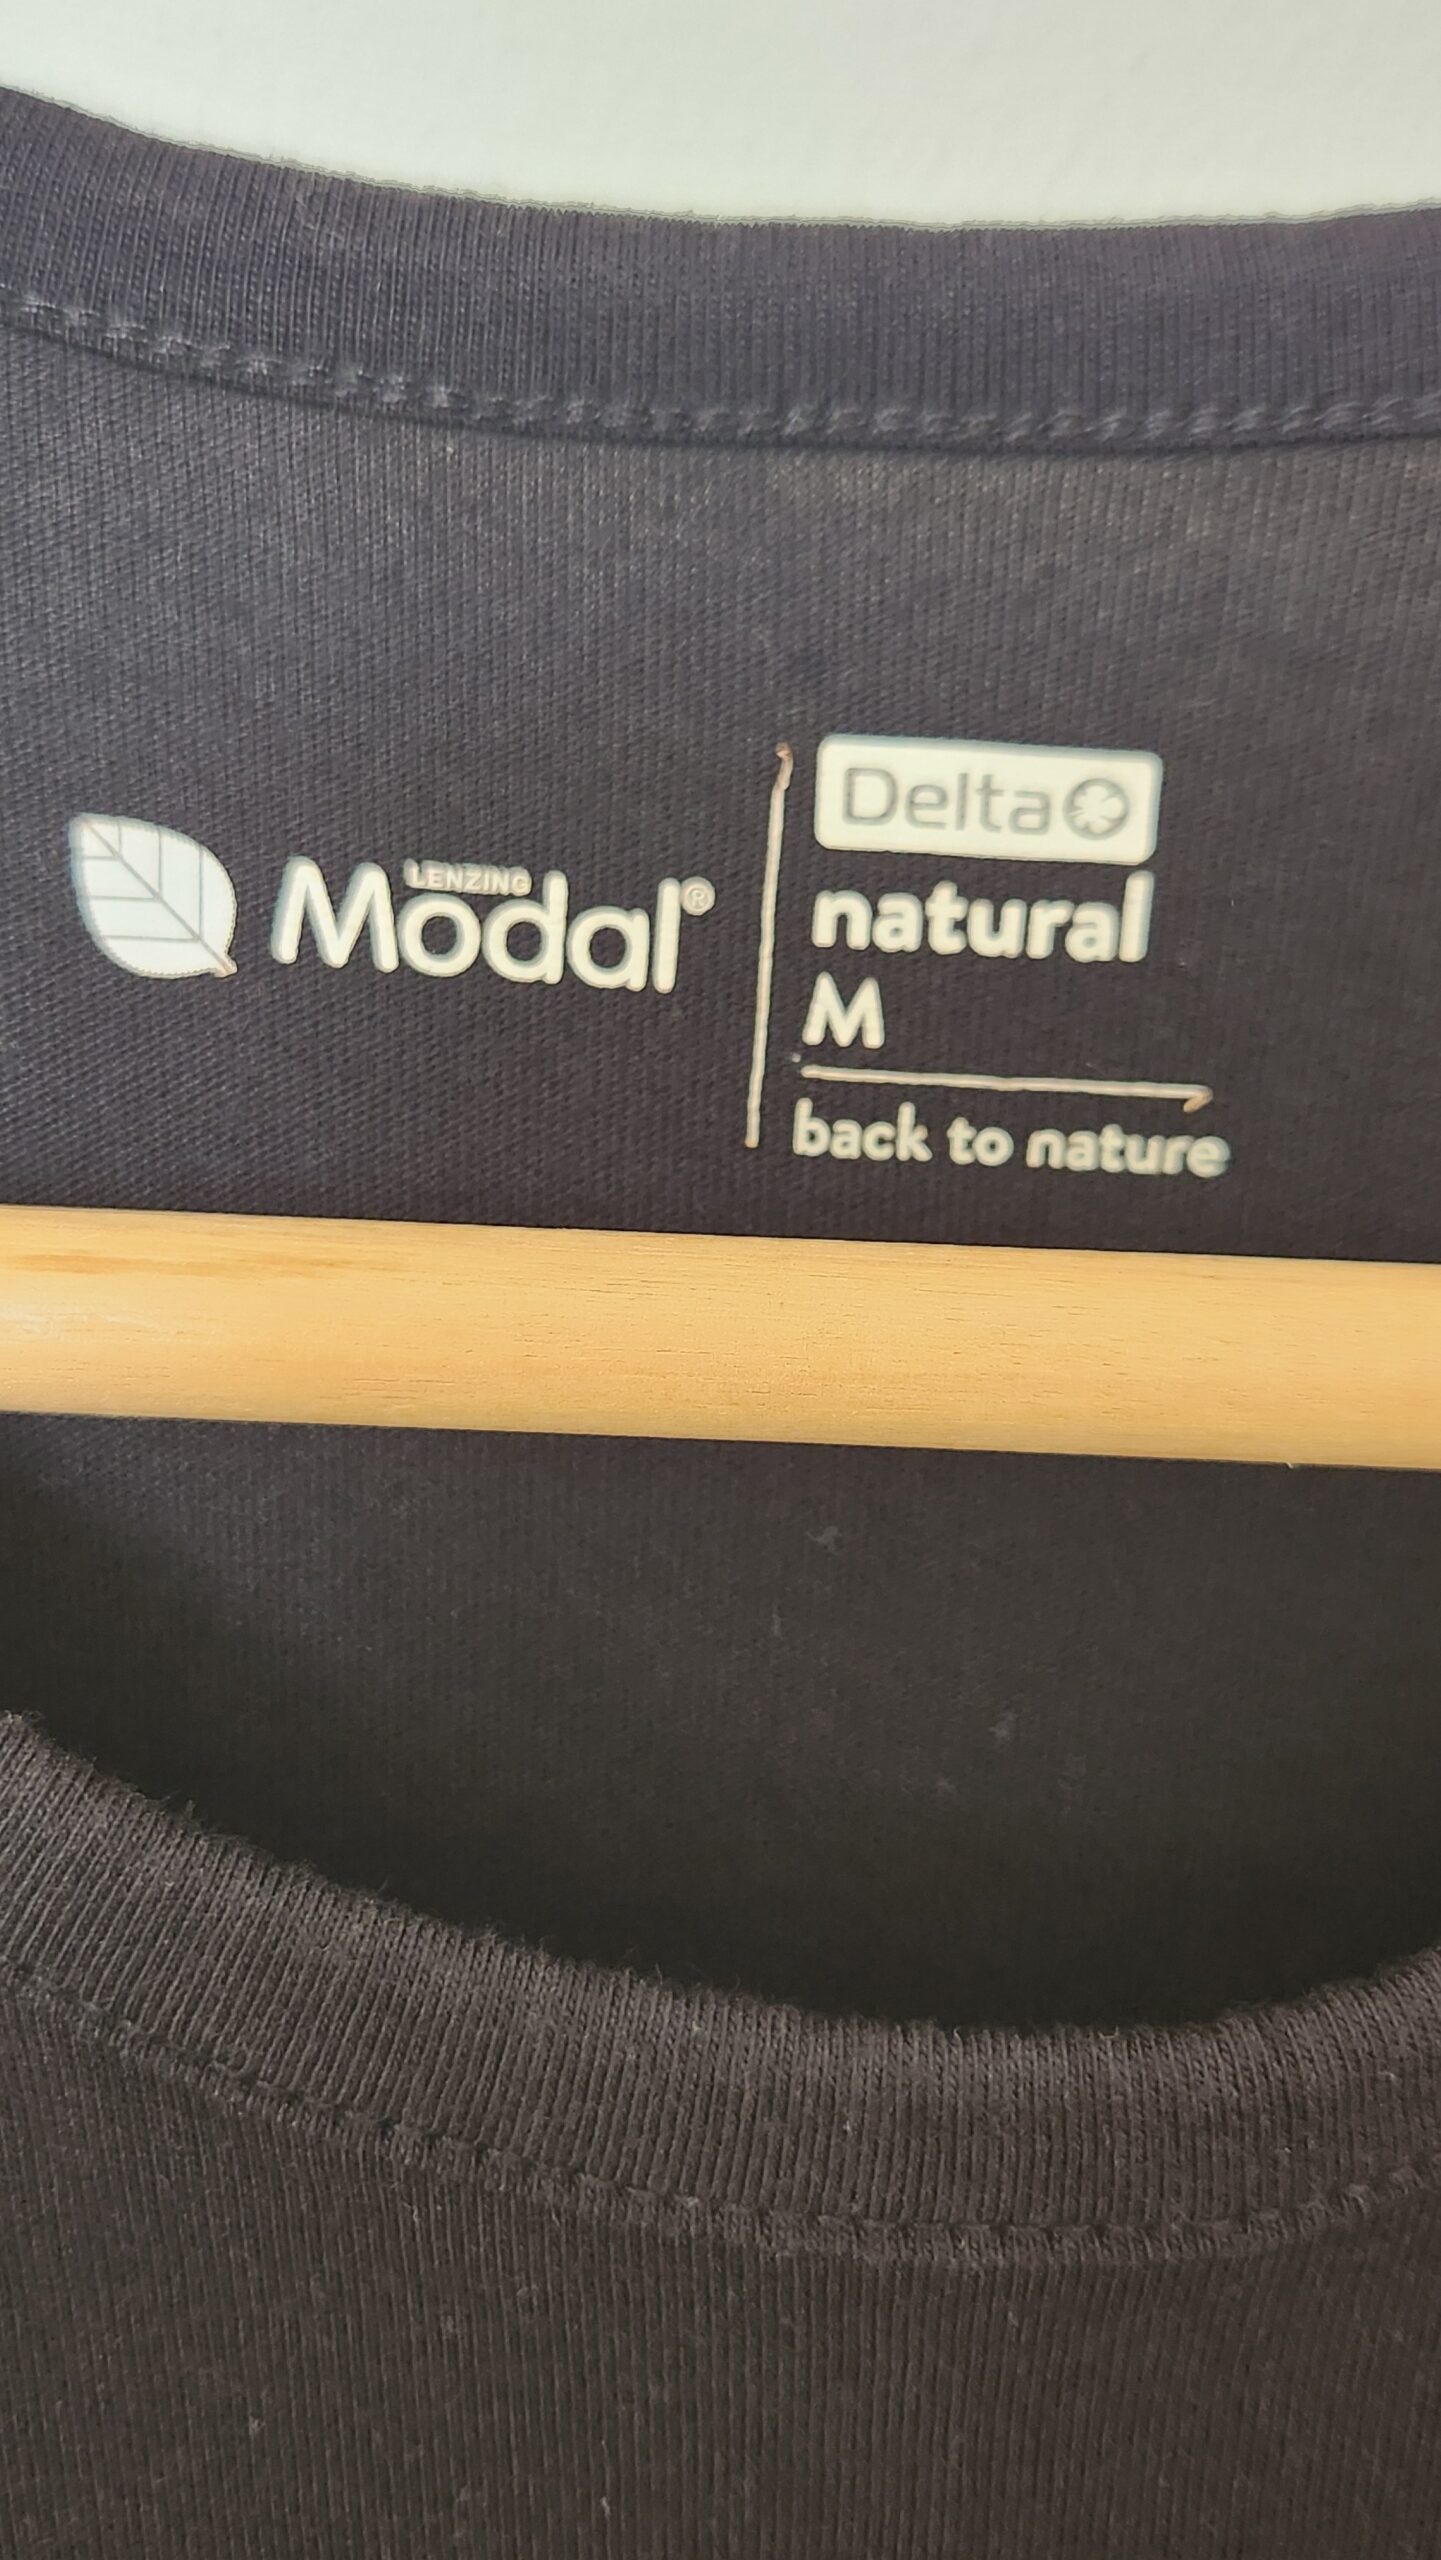 LENZING
Modal®
Delta
natural
M
back to nature